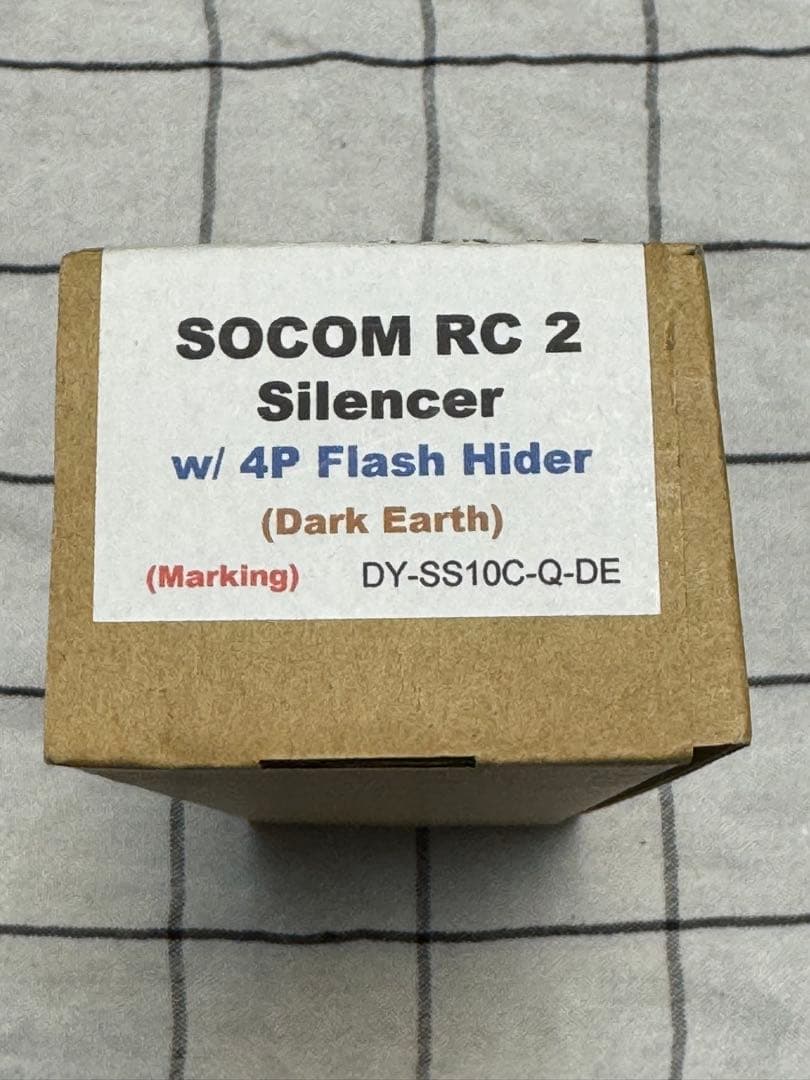 SOCOM RC 2
Silencer
w/ 4P Flash Hider
(Dark Earth)
(Marking) DY-SS10C-Q-DE